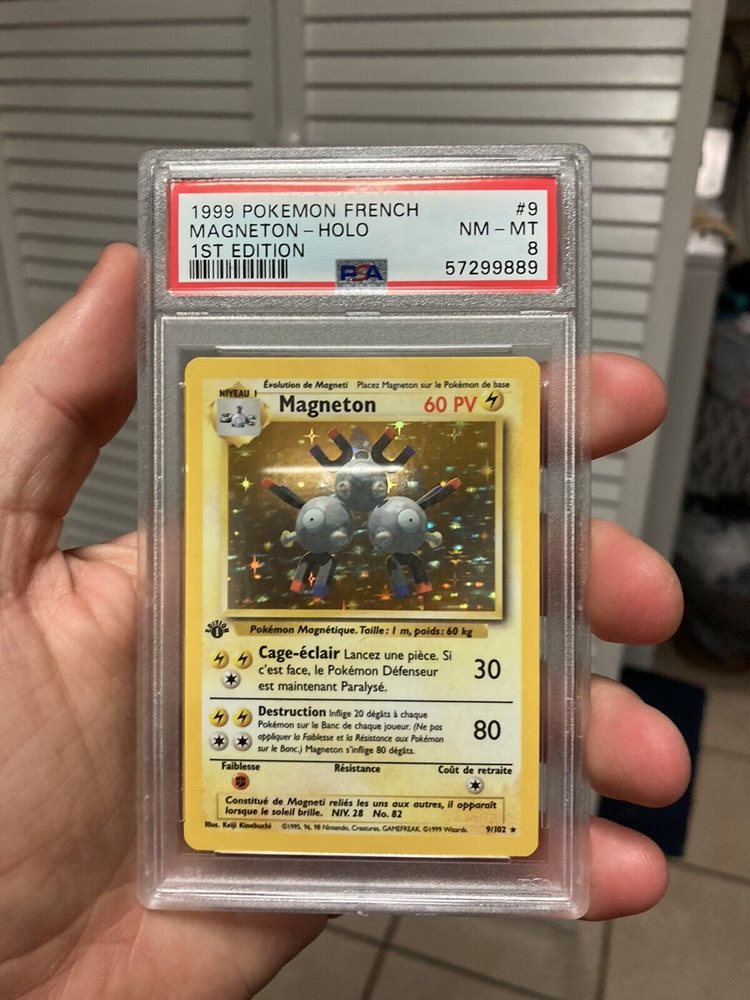 1999 POKEMON FRENCH #9
MAGNETON - HOLO NM - MT
1ST EDITION 8
PSA 57299889
Évolution de Magneti Placez Magneton sur le Pokémon de base
NIVEAU 1
Magneton 60 PV
ÉDITION 1
Pokémon Magnétique. Taille: 1 m, poids: 60 kg
Cage-éclair Lancez une pièce. Si
c'est face, le Pokémon Défenseur 30
est maintenant Paralysé.
Destruction Inflige 20 dégâts à chaque
Pokémon sur le Banc de chaque joueur. (Ne pas 80
appliquer la Faiblesse et la Résistance aux Pokémon
sur le Banc.) Magneton s'inflige 80 dégâts.
Faiblesse Résistance Coût de retraite
Constitué de Magneti reliés les uns aux autres, il apparaît
lorsque le soleil brille. NIV. 28 No. 82
Illus. Keiji Kinebuchi ©1995, 96, 98 Nintendo, Creatures, GAMEFREAK. ©1999 Wizards. 9/102 ★